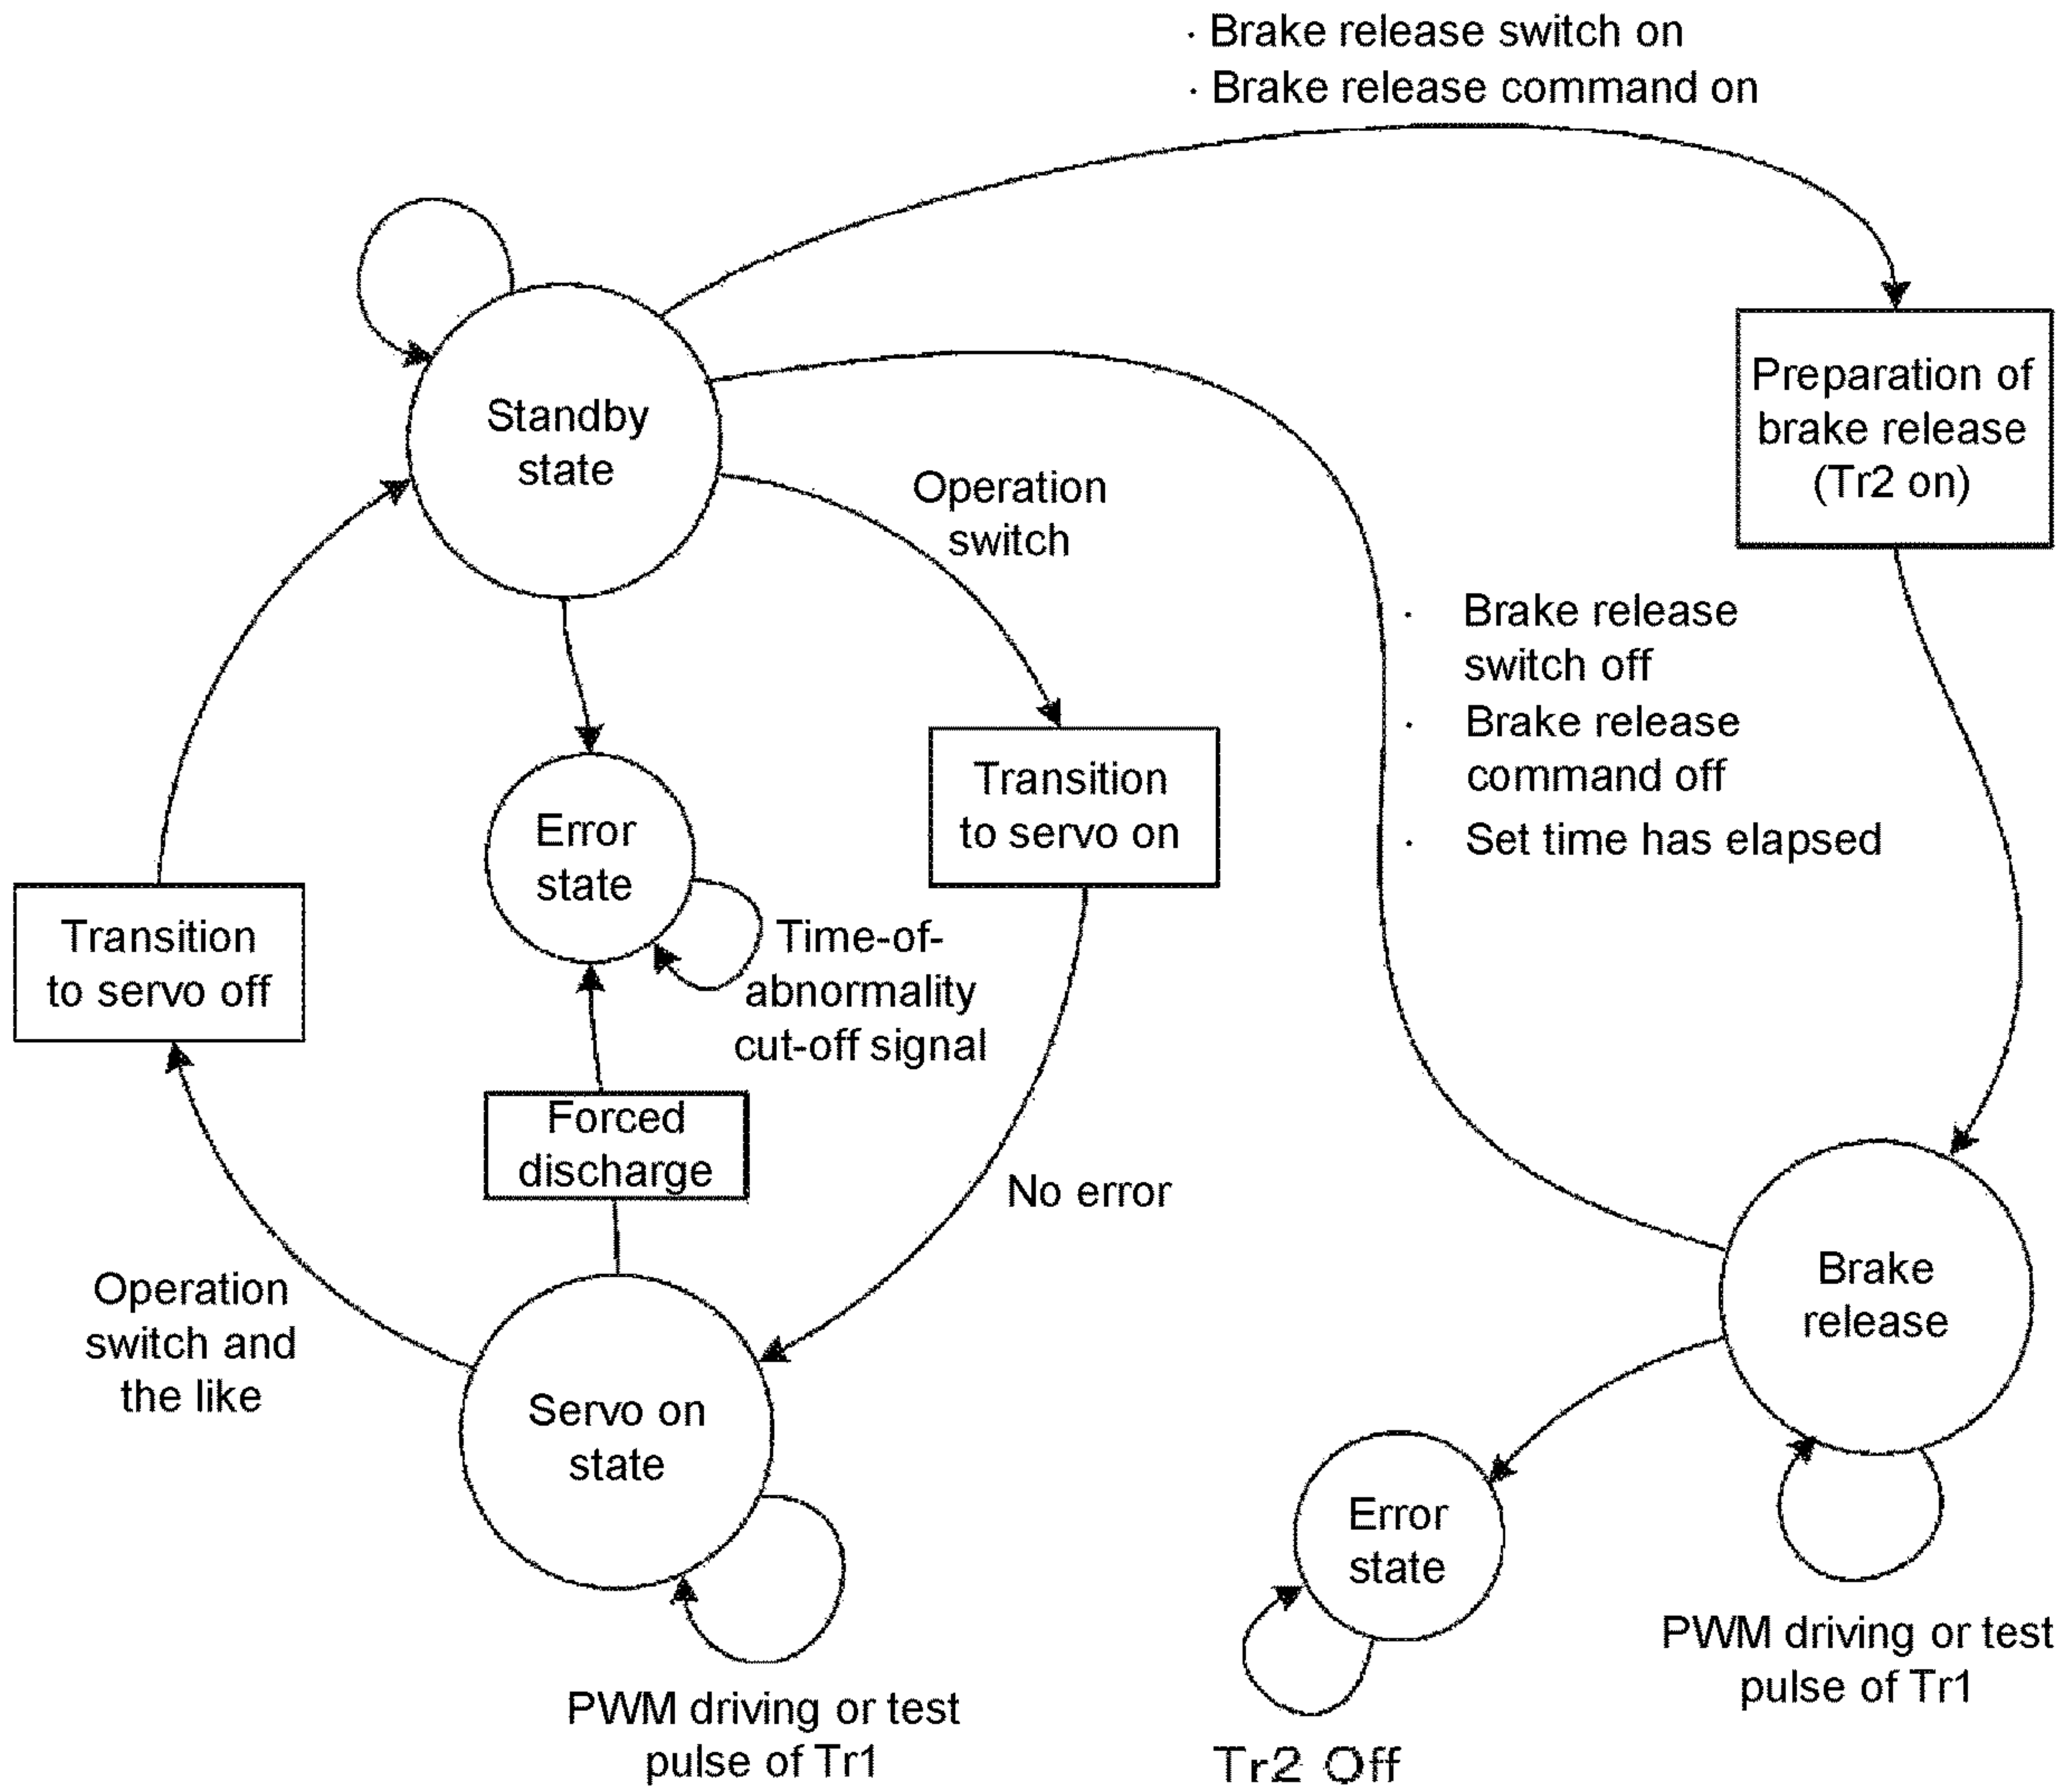 · Brake release switch on
· Brake release command on
Standby
state
Preparation of
brake release
(Tr2 on)
Operation
switch
· Brake release
switch off
· Brake release
command off
· Set time has elapsed
Transition
to servo on
Error
state
Transition
to servo off
Time-of-
abnormality
cut-off signal
Forced
discharge
No error
Operation
switch and
the like
Servo on
state
Brake
release
Error
state
PWM driving or test
pulse of Tr1
PWM driving or test
pulse of Tr1
Tr2 Off